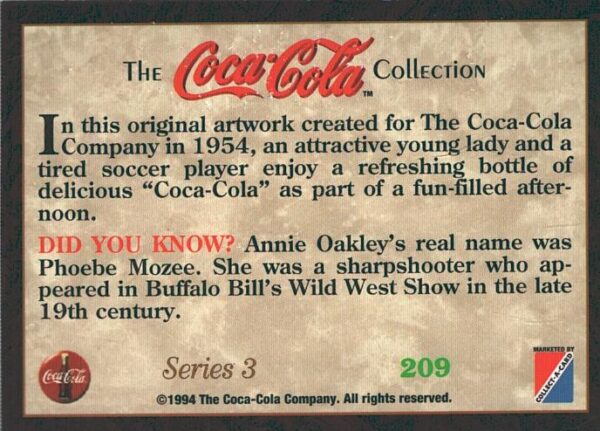 The Coca-Cola Collection
TM
In this original artwork created for The Coca-Cola
Company in 1954, an attractive young lady and a
tired soccer player enjoy a refreshing bottle of
delicious “Coca-Cola” as part of a fun-filled after-
noon.
DID YOU KNOW? Annie Oakley's real name was
Phoebe Mozee. She was a sharpshooter who ap-
peared in Buffalo Bill's Wild West Show in the late
19th century.
Coca-Cola
Series 3
209
MARKETED BY
COLLECT-A-CARD
©1994 The Coca-Cola Company. All rights reserved.